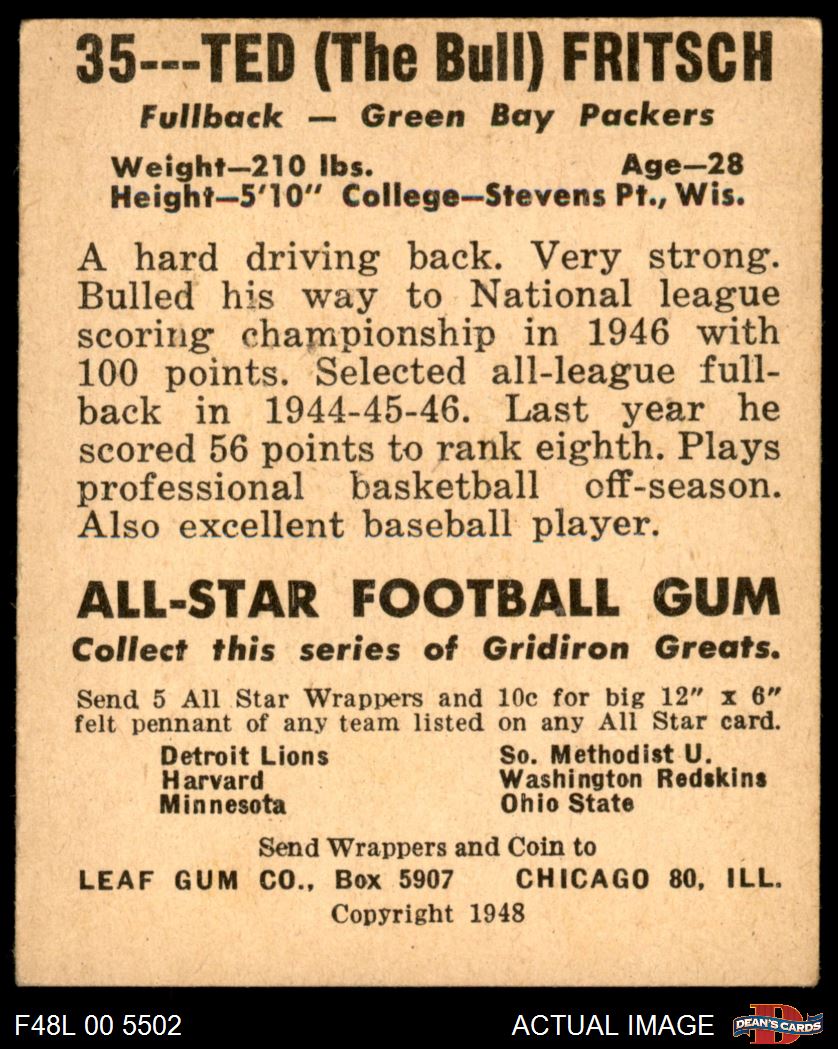 35---TED (The Bull) FRITSCH
Fullback — Green Bay Packers
Weight—210 lbs. Age—28
Height—5'10" College—Stevens Pt., Wis.
A hard driving back. Very strong.
Bulled his way to National league
scoring championship in 1946 with
100 points. Selected all-league full-
back in 1944-45-46. Last year he
scored 56 points to rank eighth. Plays
professional basketball off-season.
Also excellent baseball player.
ALL-STAR FOOTBALL GUM
Collect this series of Gridiron Greats.
Send 5 All Star Wrappers and 10c for big 12" x 6"
felt pennant of any team listed on any All Star card.
Detroit Lions So. Methodist U.
Harvard Washington Redskins
Minnesota Ohio State
Send Wrappers and Coin to
LEAF GUM CO., Box 5907 CHICAGO 80, ILL.
Copyright 1948
F48L 00 5502 ACTUAL IMAGE D DEAN'S CARDS